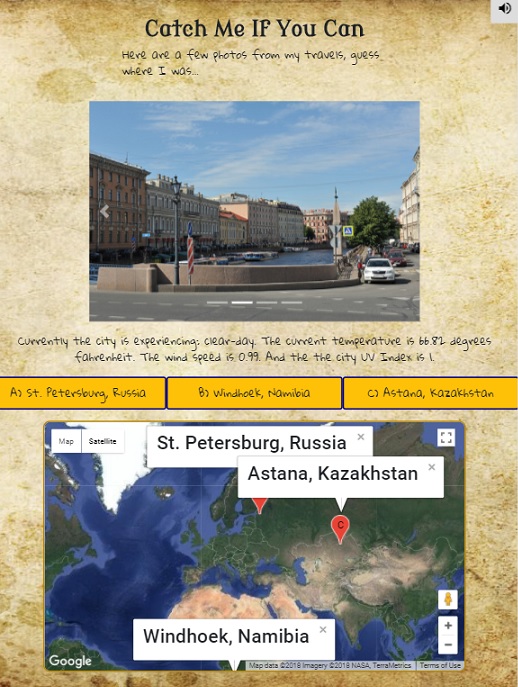 Catch Me If You Can
Here are a few photos from my travels, guess
where I was...
Currently the city is experiencing: clear-day. The current temperature is 66.82 degrees
fahrenheit. The wind speed is 0.99. And the the city UV Index is 1.
A) St. Petersburg, Russia
B) Windhoek, Namibia
C) Astana, Kazakhstan
Map
Satellite
St. Petersburg, Russia
Astana, Kazakhstan
C
Windhoek, Namibia
Google
Map data ©2018 Imagery ©2018 NASA, TerraMetrics
Terms of Use